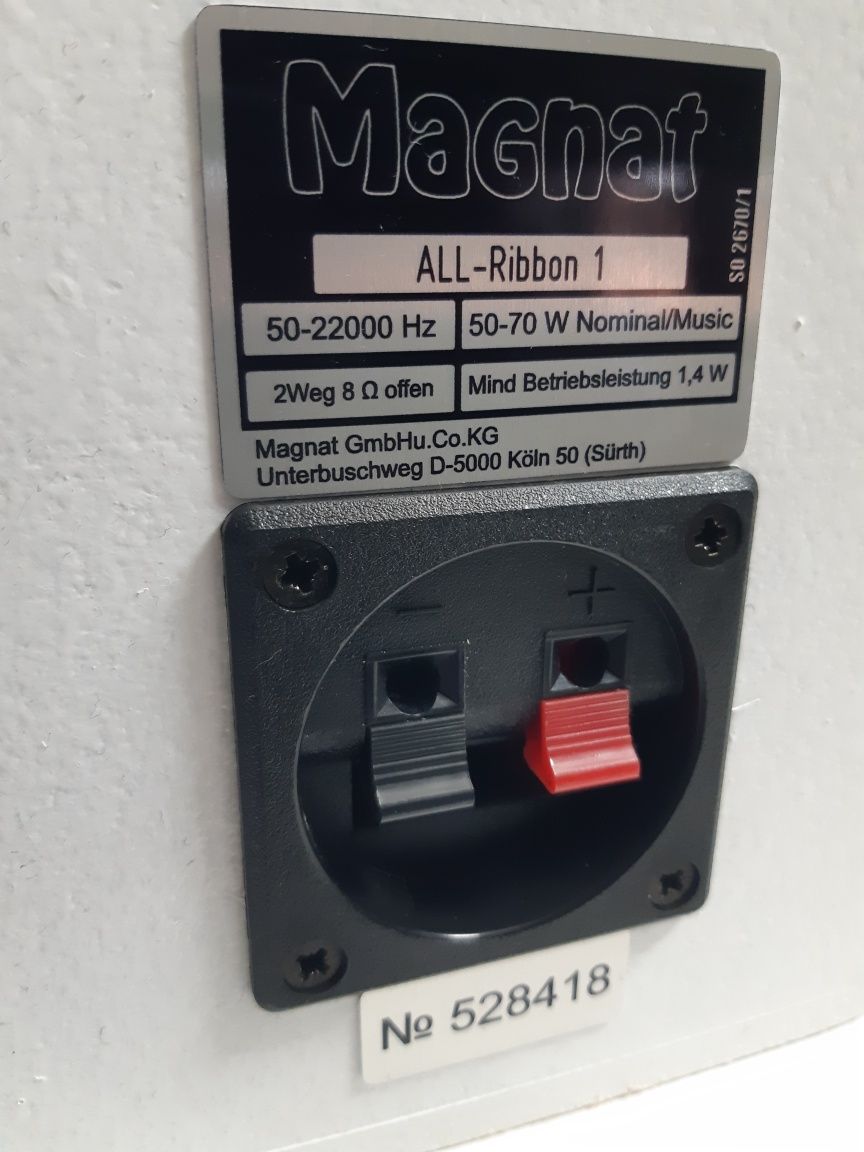 Magnat
ALL-Ribbon 1
SO 2670/1
50-22000 Hz
50-70 W Nominal/Music
2Weg 8 Ω offen
Mind Betriebsleistung 1,4 W
Magnat GmbHu.Co.KG
Unterbuschweg D-5000 Köln 50 (Sürth)
− +
№ 528418